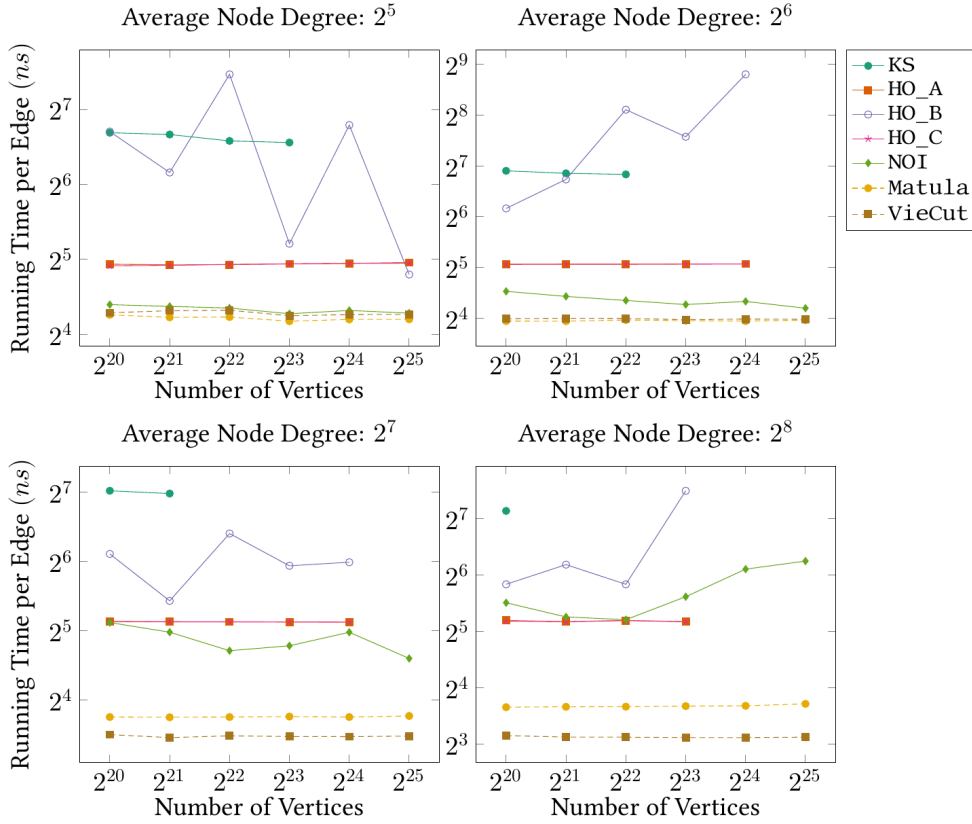 Average Node Degree: 2^5
Average Node Degree: 2^6
Running Time per Edge (ns)
2^7
2^6
2^5
2^4
2^9
2^8
2^7
2^6
2^5
2^4
KS
HO_A
HO_B
HO_C
NOI
Matula
VieCut
2^20 2^21 2^22 2^23 2^24 2^25
Number of Vertices
2^20 2^21 2^22 2^23 2^24 2^25
Number of Vertices
Average Node Degree: 2^7
Average Node Degree: 2^8
Running Time per Edge (ns)
2^7
2^6
2^5
2^4
2^7
2^6
2^5
2^4
2^3
2^20 2^21 2^22 2^23 2^24 2^25
Number of Vertices
2^20 2^21 2^22 2^23 2^24 2^25
Number of Vertices